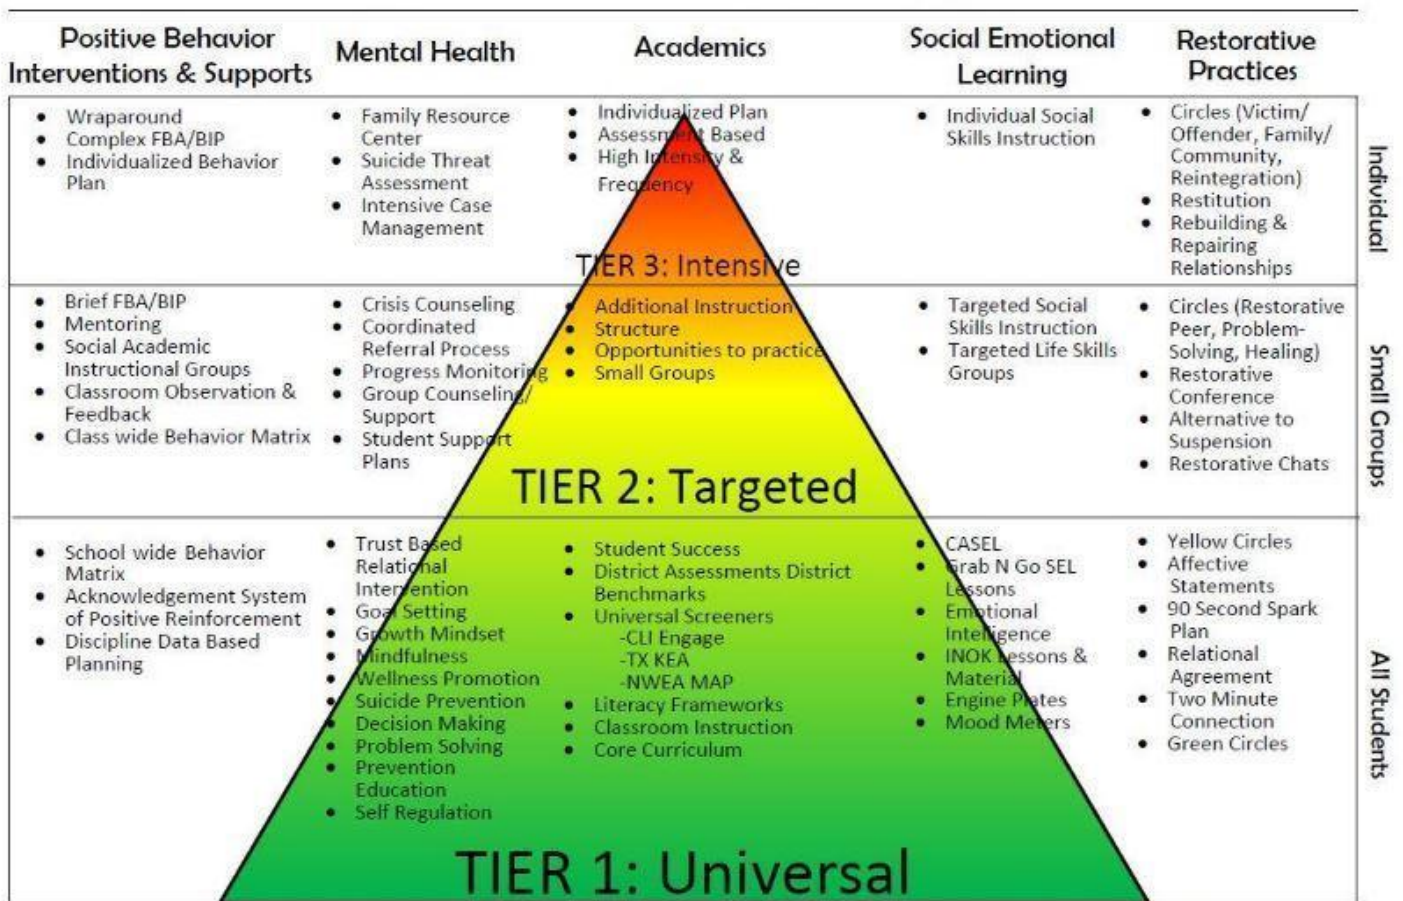 Positive Behavior
Interventions & Supports
Mental Health
Academics
Social Emotional
Learning
Restorative
Practices
• Wraparound
• Complex FBA/BIP
• Individualized Behavior
Plan
• Family Resource
Center
• Suicide Threat
Assessment
• Intensive Case
Management
• Individualized Plan
• Assessment Based
• High Intensity &
Frequency
• Individual Social
Skills Instruction
• Circles (Victim/
Offender, Family/
Community,
Reintegration)
• Restitution
• Rebuilding &
Repairing
Relationships
Individual
TIER 3: Intensive
• Brief FBA/BIP
• Mentoring
• Social Academic
Instructional Groups
• Classroom Observation &
Feedback
• Class wide Behavior Matrix
• Crisis Counseling
• Coordinated
Referral Process
• Progress Monitoring
• Group Counseling/
Support
• Student Support
Plans
• Additional Instruction
• Structure
• Opportunities to practice
• Small Groups
• Targeted Social
Skills Instruction
• Targeted Life Skills
Groups
• Circles (Restorative
Peer, Problem-
Solving, Healing)
• Restorative
Conference
• Alternative to
Suspension
• Restorative Chats
Small Groups
TIER 2: Targeted
• School wide Behavior
Matrix
• Acknowledgement System
of Positive Reinforcement
• Discipline Data Based
Planning
• Trust Based
Relational
Intervention
• Goal Setting
• Growth Mindset
• Mindfulness
• Wellness Promotion
• Suicide Prevention
• Decision Making
• Problem Solving
• Prevention
Education
• Self Regulation
• Student Success
• District Assessments District
Benchmarks
• Universal Screeners
-CLI Engage
-TX KEA
-NWEA MAP
• Literacy Frameworks
• Classroom Instruction
• Core Curriculum
• CASEL
• Grab N Go SEL
Lessons
• Emotional
Intelligence
• INOK Lessons &
Material
• Engine Plates
• Mood Meters
• Yellow Circles
• Affective
Statements
• 90 Second Spark
Plan
• Relational
Agreement
• Two Minute
Connection
• Green Circles
All Students
TIER 1: Universal